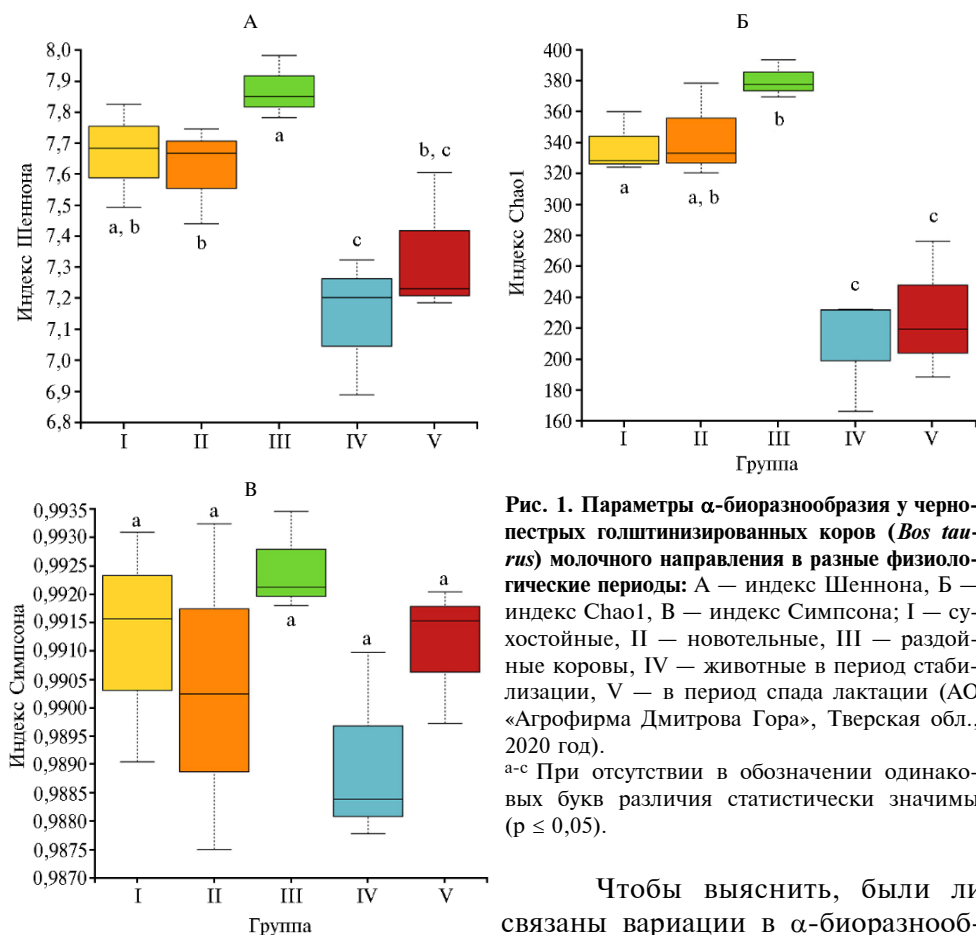 А
Индекс Шеннона
8,0
7,9
7,8
7,7
7,6
7,5
7,4
7,3
7,2
7,1
7,0
6,9
6,8
a, b
b
a
c
b, c
I
II
III
IV
V
Б
Индекс Chao1
400
380
360
340
320
300
280
260
240
220
200
180
160
a
a, b
b
c
c
I
II
III
IV
V
Группа
В
Индекс Симпсона
0,9935
0,9930
0,9925
0,9920
0,9915
0,9910
0,9905
0,9900
0,9895
0,9890
0,9885
0,9880
0,9875
0,9870
a
a
a
a
a
I
II
III
IV
V
Группа
Рис. 1. Параметры α-биоразнообразия у черно-
пестрых голштинизированных коров (Bos tau-
rus) молочного направления в разные физиоло-
гические периоды: А — индекс Шеннона, Б —
индекс Chao1, В — индекс Симпсона; I — су-
хостойные, II — новотельные, III — раздой-
ные коровы, IV — животные в период стаби-
лизации, V — в период спада лактации (АО
«Агрофирма Дмитрова Гора», Тверская обл.,
2020 год).
a-c При отсутствии в обозначении одинако-
вых букв различия статистически значимы
(p ≤ 0,05).
Чтобы выяснить, были ли
связаны вариации в α-биоразнооб-